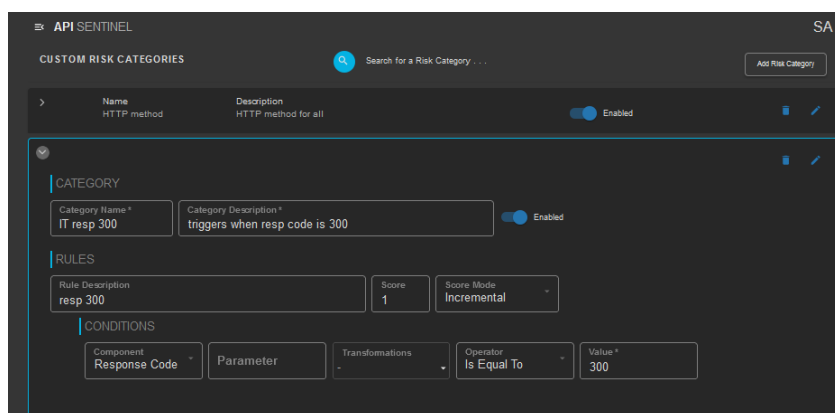 API SENTINEL
SA
CUSTOM RISK CATEGORIES
Search for a Risk Category . . .
Add Risk Category
Name
HTTP method
Description
HTTP method for all
Enabled
CATEGORY
Category Name *
IT resp 300
Category Description *
triggers when resp code is 300
Enabled
RULES
Rule Description
resp 300
Score
1
Score Mode
Incremental
CONDITIONS
Component
Response Code
Parameter
Transformations
-
Operator
Is Equal To
Value *
300